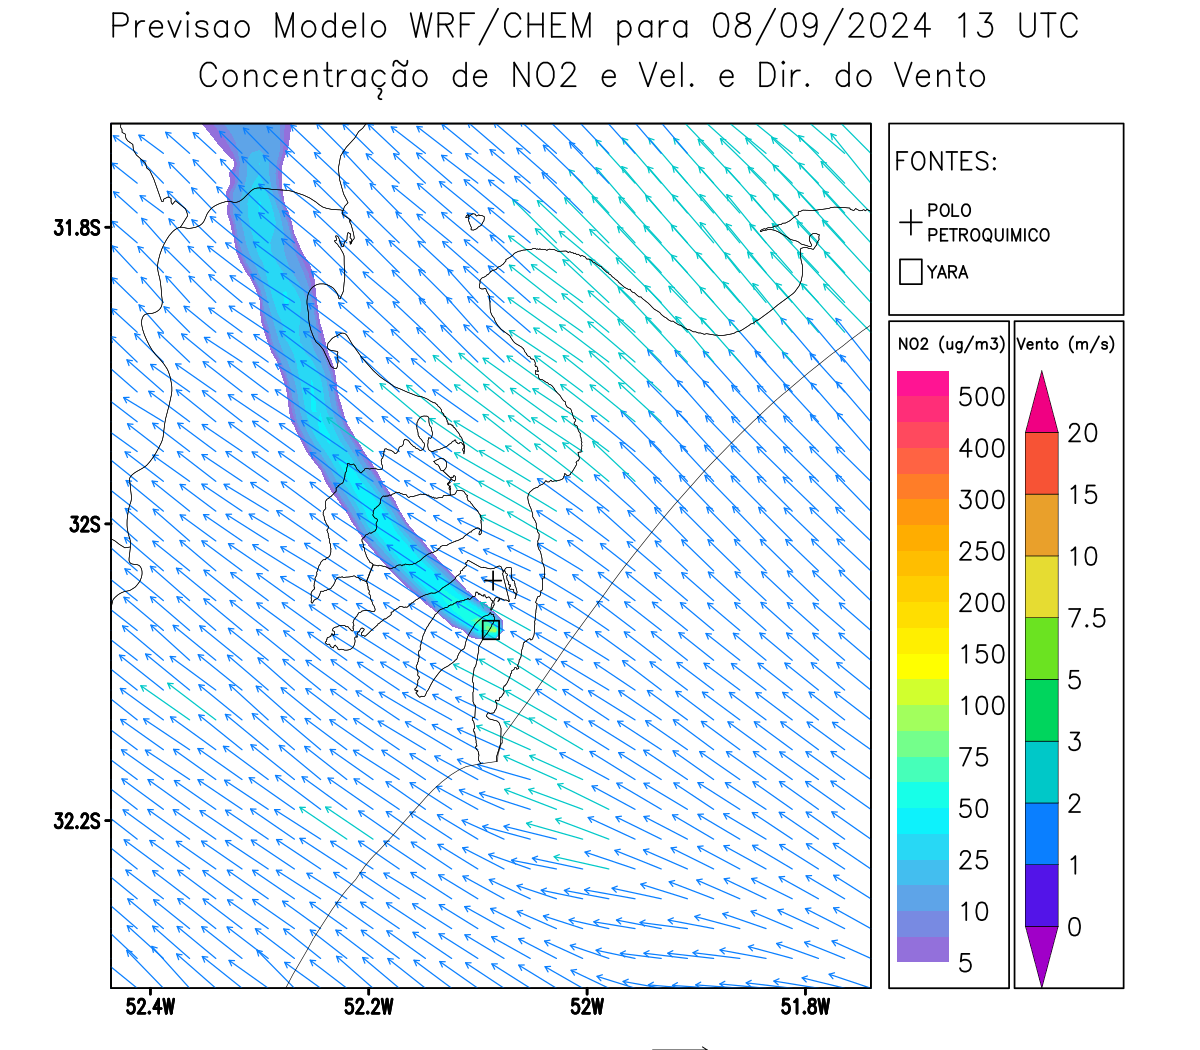 Previsao Modelo WRF/CHEM para 08/09/2024 13 UTC
Concentração de NO2 e Vel. e Dir. do Vento
FONTES:
POLO
PETROQUIMICO
YARA
NO2 (ug/m3)
500
400
300
250
200
150
100
75
50
25
10
5
Vento (m/s)
20
15
10
7.5
5
3
2
1
0
31.8S
32S
32.2S
52.4W 52.2W 52W 51.8W